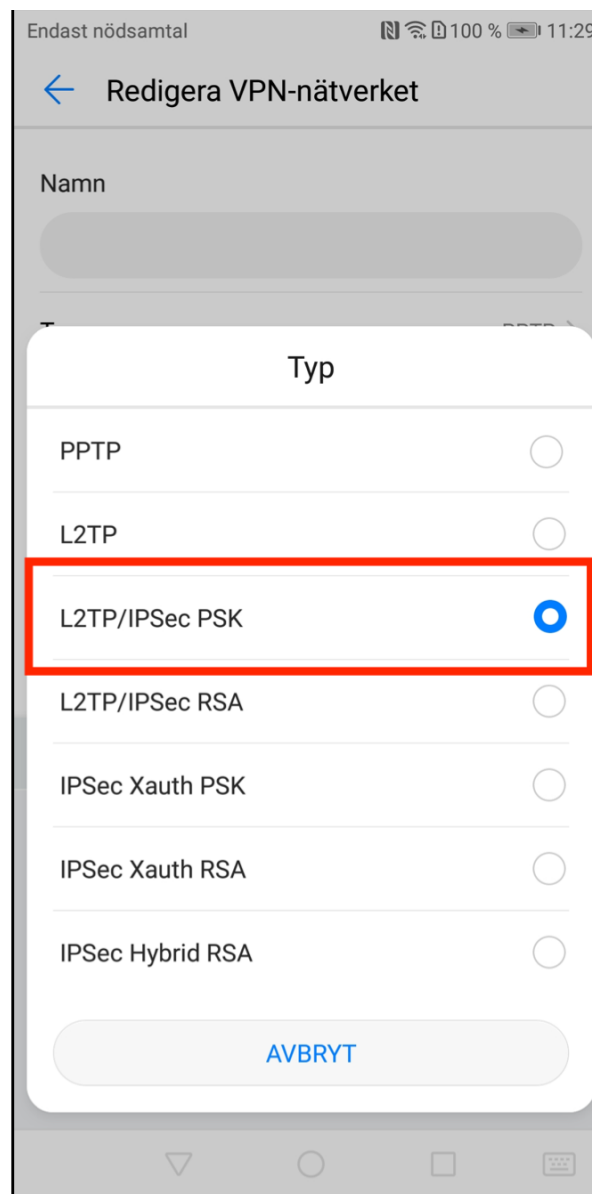 Endast nödsamtal 100 % 11:29
Redigera VPN-nätverket
Namn
Typ
PPTP
L2TP
L2TP/IPSec PSK
L2TP/IPSec RSA
IPSec Xauth PSK
IPSec Xauth RSA
IPSec Hybrid RSA
AVBRYT